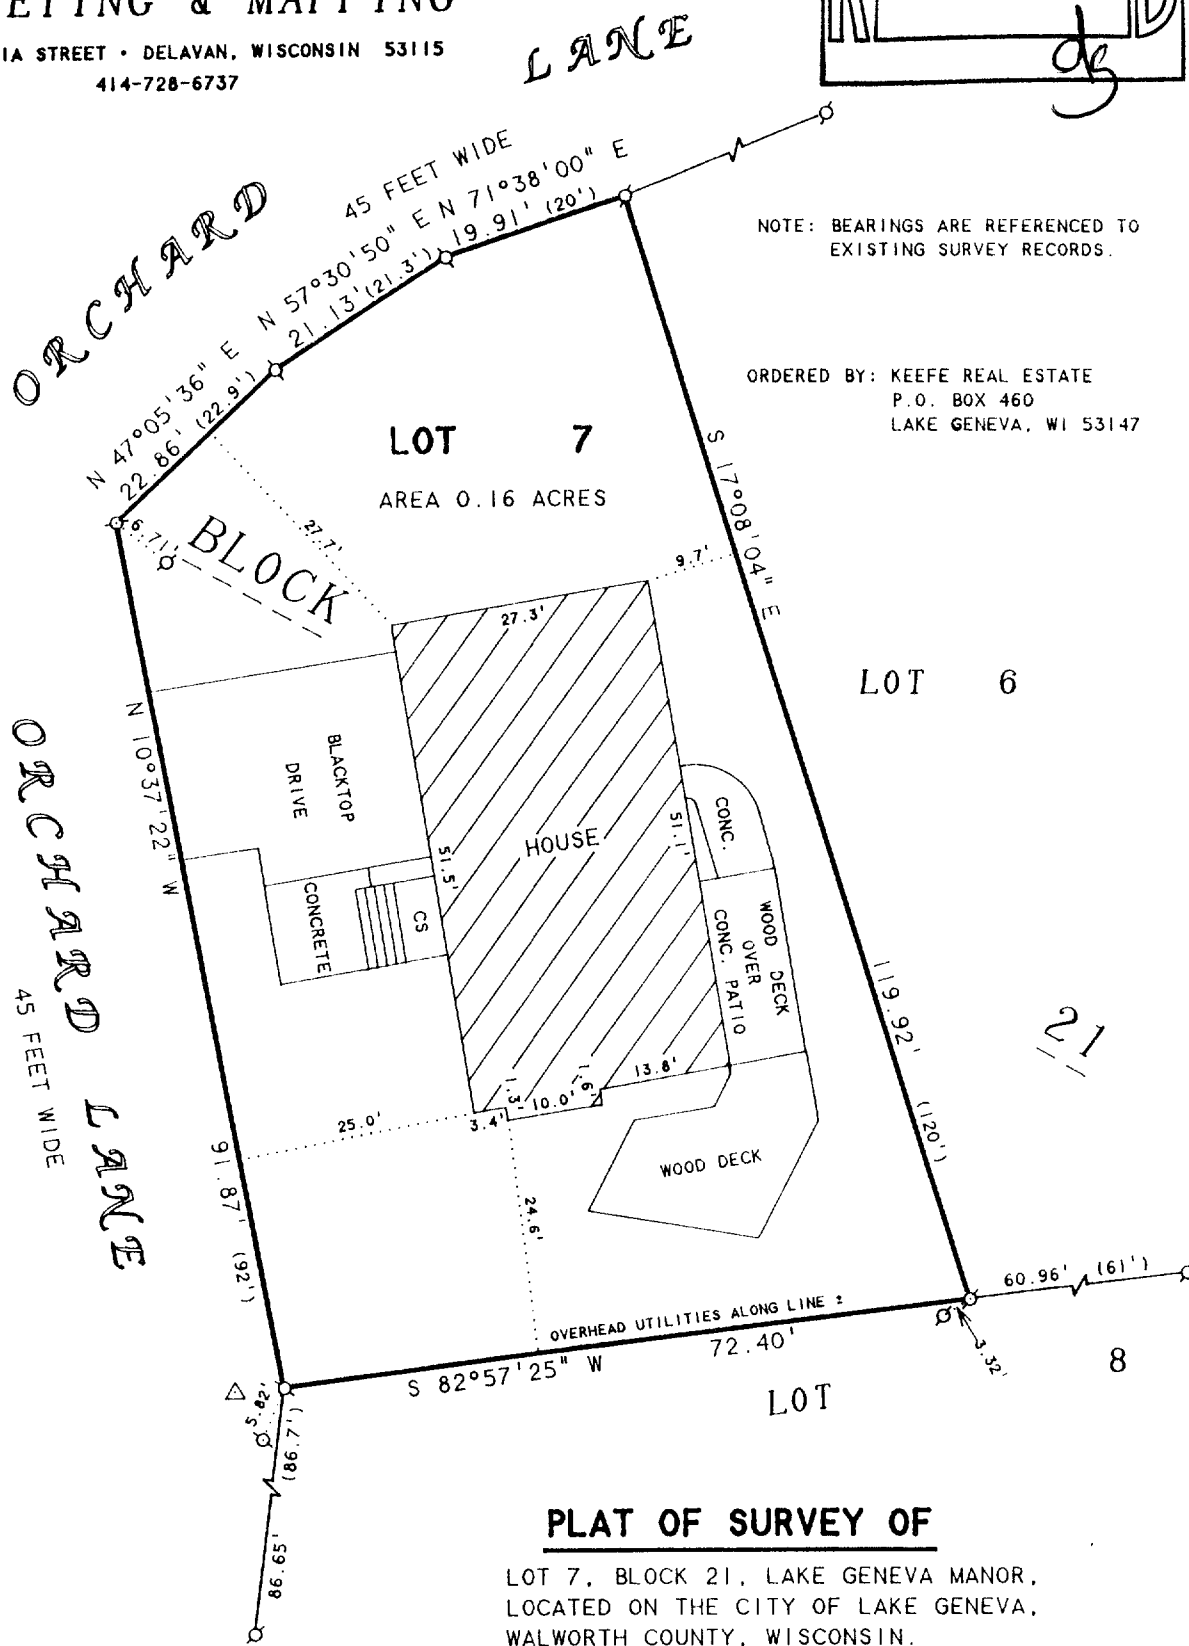 & MAPPING
STREET • DELAVAN, WISCONSIN 53115
414-728-6737
ORCHARD LANE
45 FEET WIDE
N 47°05'36" E
22.86' (22.9')
N 57°30'50" E
21.13' (21.3')
N 71°38'00" E
19.91' (20')
NOTE: BEARINGS ARE REFERENCED TO
EXISTING SURVEY RECORDS.
ORDERED BY: KEEFE REAL ESTATE
P.O. BOX 460
LAKE GENEVA, WI 53147
LOT 7
AREA 0.16 ACRES
S 17°08'04" E
119.92' (120')
6.71'
BLOCK
27.7'
9.7'
27.3'
LOT 6
N 10°37'22" W
91.87' (92')
BLACKTOP
DRIVE
HOUSE
51.5'
51.1'
CONC.
CONCRETE
CS
WOOD DECK
OVER
CONC. PATIO
ORCHARD LANE
45 FEET WIDE
21
13.8'
1.3'
1.6'
10.0'
3.4'
25.0'
WOOD DECK
24.6'
60.96' (61')
OVERHEAD UTILITIES ALONG LINE ±
S 82°57'25" W
72.40'
3.32'
LOT 8
5.82'
(86.7')
86.65'
PLAT OF SURVEY OF
LOT 7, BLOCK 21, LAKE GENEVA MANOR,
LOCATED ON THE CITY OF LAKE GENEVA,
WALWORTH COUNTY, WISCONSIN.